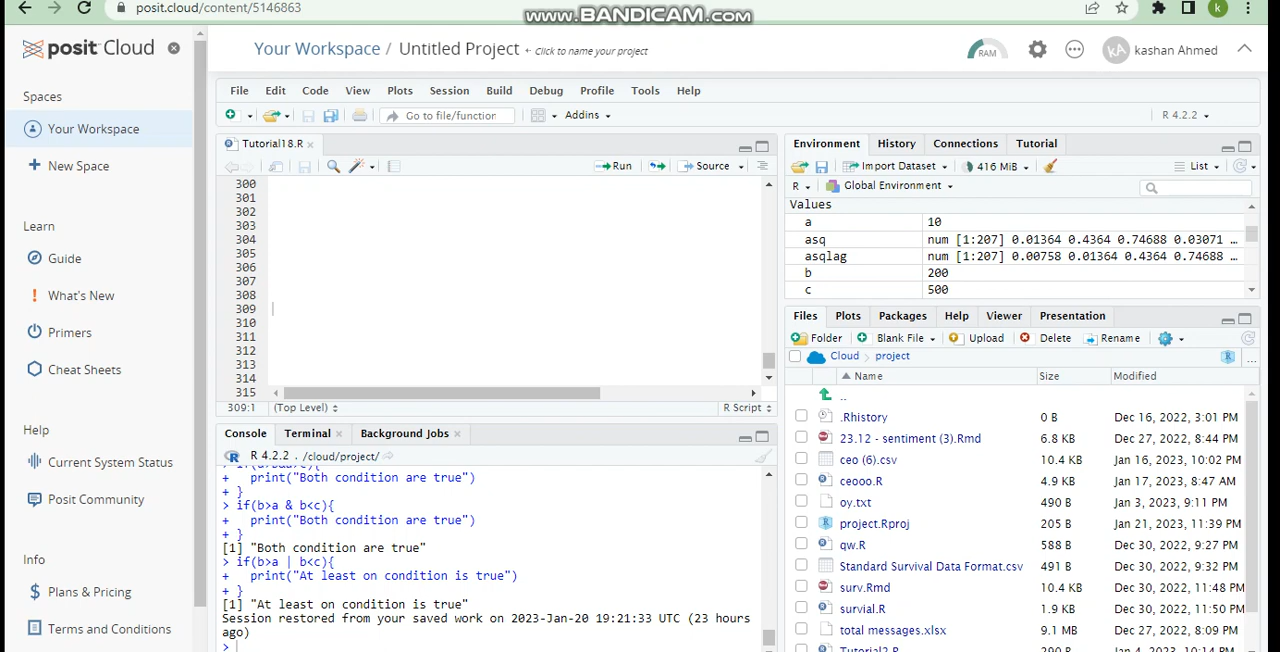 posit.cloud/content/5146863
www.BANDICAM.com
k
posit Cloud
Your Workspace / Untitled Project ← Click to name your project
RAM
kA
kashan Ahmed
Spaces
Your Workspace
New Space
Learn
Guide
What's New
Primers
Cheat Sheets
Help
Current System Status
Posit Community
Info
Plans & Pricing
Terms and Conditions
File Edit Code View Plots Session Build Debug Profile Tools Help
Go to file/function
Addins
R 4.2.2
Tutorial18.R
Run
Source
300
301
302
303
304
305
306
307
308
309
310
311
312
313
314
315
309:1 (Top Level) R Script
Console Terminal Background Jobs
R 4.2.2 . /cloud/project/
+ print("Both condition are true")
+ }
> if(b>a & b<c){
+ print("Both condition are true")
+ }
[1] "Both condition are true"
> if(b>a | b<c){
+ print("At least on condition is true")
+ }
[1] "At least on condition is true"
Session restored from your saved work on 2023-Jan-20 19:21:33 UTC (23 hours
ago)
>
Environment History Connections Tutorial
Import Dataset 416 MiB List
R Global Environment
Values
a 10
asq num [1:207] 0.01364 0.4364 0.74688 0.03071 …
asqlag num [1:207] 0.00758 0.01364 0.4364 0.74688 …
b 200
c 500
Files Plots Packages Help Viewer Presentation
Folder Blank File Upload Delete Rename
Cloud project
...
Name Size Modified
..
.Rhistory 0 B Dec 16, 2022, 3:01 PM
23.12 - sentiment (3).Rmd 6.8 KB Dec 27, 2022, 8:44 PM
ceo (6).csv 10.4 KB Jan 16, 2023, 10:02 PM
ceooo.R 4.9 KB Jan 17, 2023, 8:47 AM
oy.txt 490 B Jan 3, 2023, 9:11 PM
project.Rproj 205 B Jan 21, 2023, 11:39 PM
qw.R 588 B Dec 30, 2022, 9:27 PM
Standard Survival Data Format.csv 491 B Dec 30, 2022, 9:32 PM
surv.Rmd 10.4 KB Dec 30, 2022, 11:48 PM
survial.R 1.9 KB Dec 30, 2022, 11:50 PM
total messages.xlsx 9.1 MB Dec 27, 2022, 8:09 PM
Tutorial2.R 290 B Jan 4, 2023, 10:14 PM